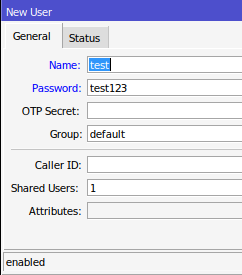 New User
General Status
Name: test
Password: test123
OTP Secret:
Group: default
Caller ID:
Shared Users: 1
Attributes:
enabled